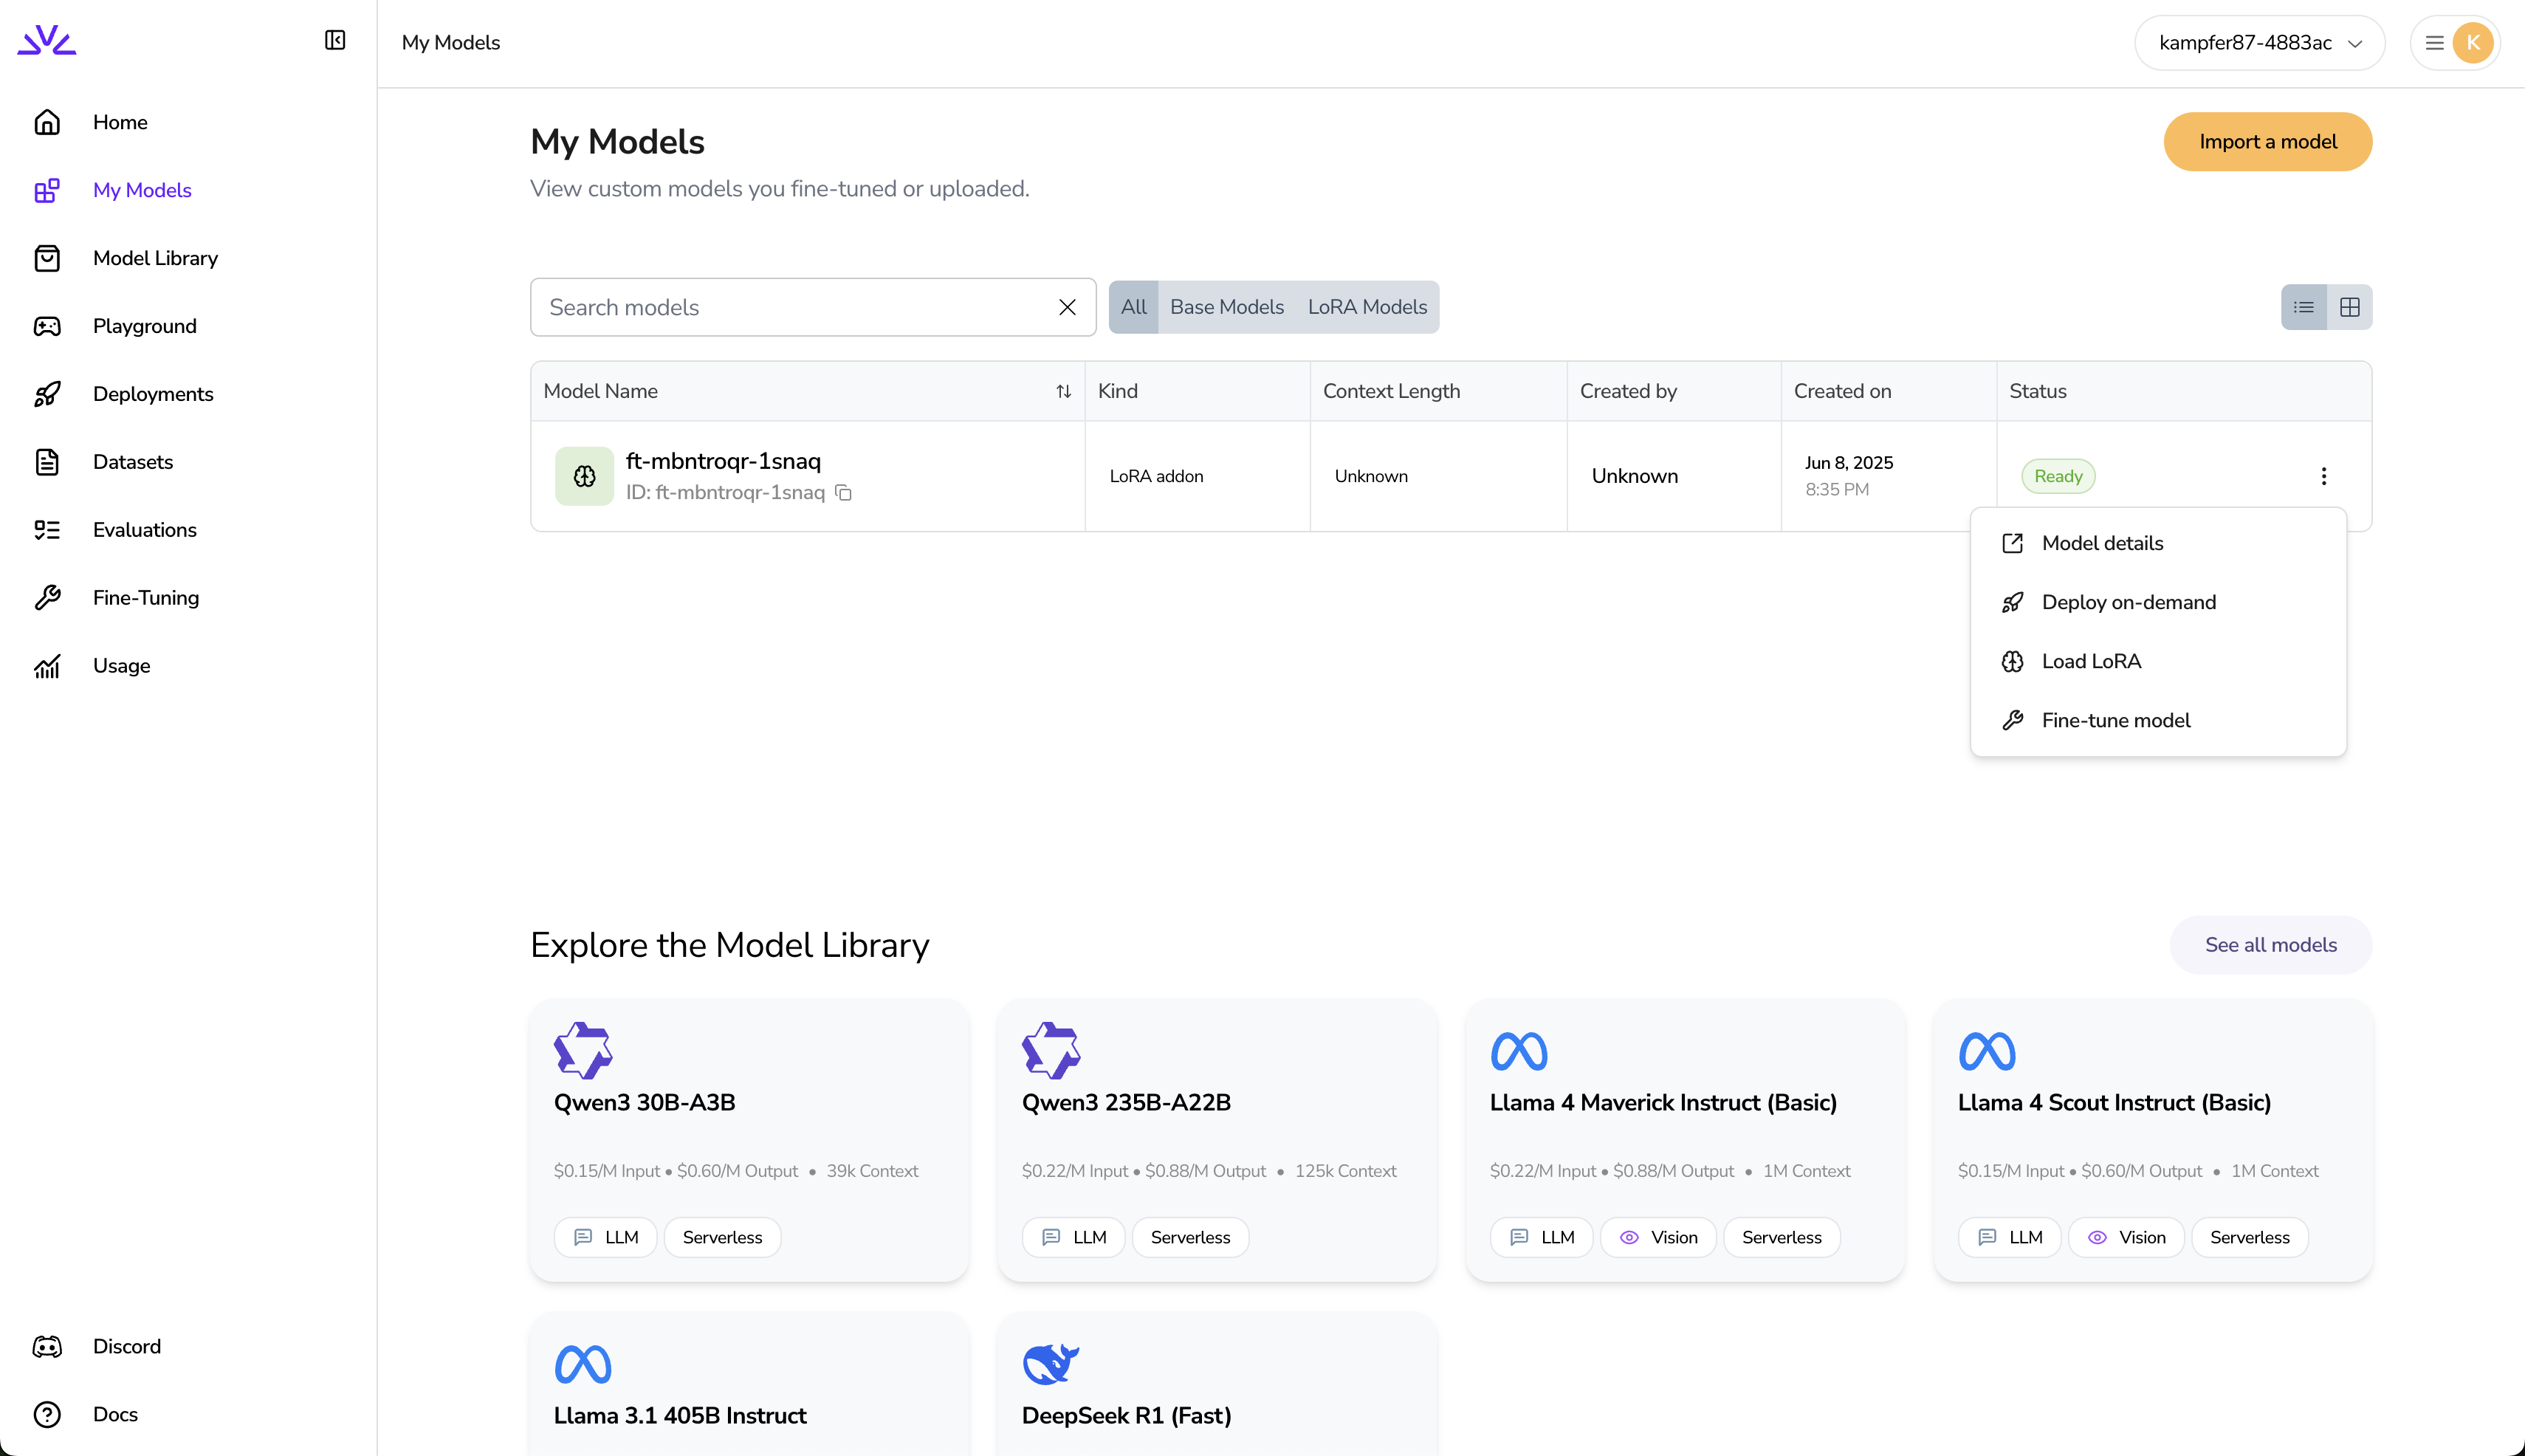 My Models
kampfer87-4883ac
K
Home
My Models
Model Library
Playground
Deployments
Datasets
Evaluations
Fine-Tuning
Usage
Discord
Docs
My Models
Import a model
View custom models you fine-tuned or uploaded.
Search models
All
Base Models
LoRA Models
Model Name
Kind
Context Length
Created by
Created on
Status
ft-mbntroqr-1snaq
ID: ft-mbntroqr-1snaq
LoRA addon
Unknown
Unknown
Jun 8, 2025
8:35 PM
Ready
Model details
Deploy on-demand
Load LoRA
Fine-tune model
Explore the Model Library
See all models
Qwen3 30B-A3B
$0.15/M Input • $0.60/M Output • 39k Context
LLM
Serverless
Qwen3 235B-A22B
$0.22/M Input • $0.88/M Output • 125k Context
LLM
Serverless
Llama 4 Maverick Instruct (Basic)
$0.22/M Input • $0.88/M Output • 1M Context
LLM
Vision
Serverless
Llama 4 Scout Instruct (Basic)
$0.15/M Input • $0.60/M Output • 1M Context
LLM
Vision
Serverless
Llama 3.1 405B Instruct
DeepSeek R1 (Fast)